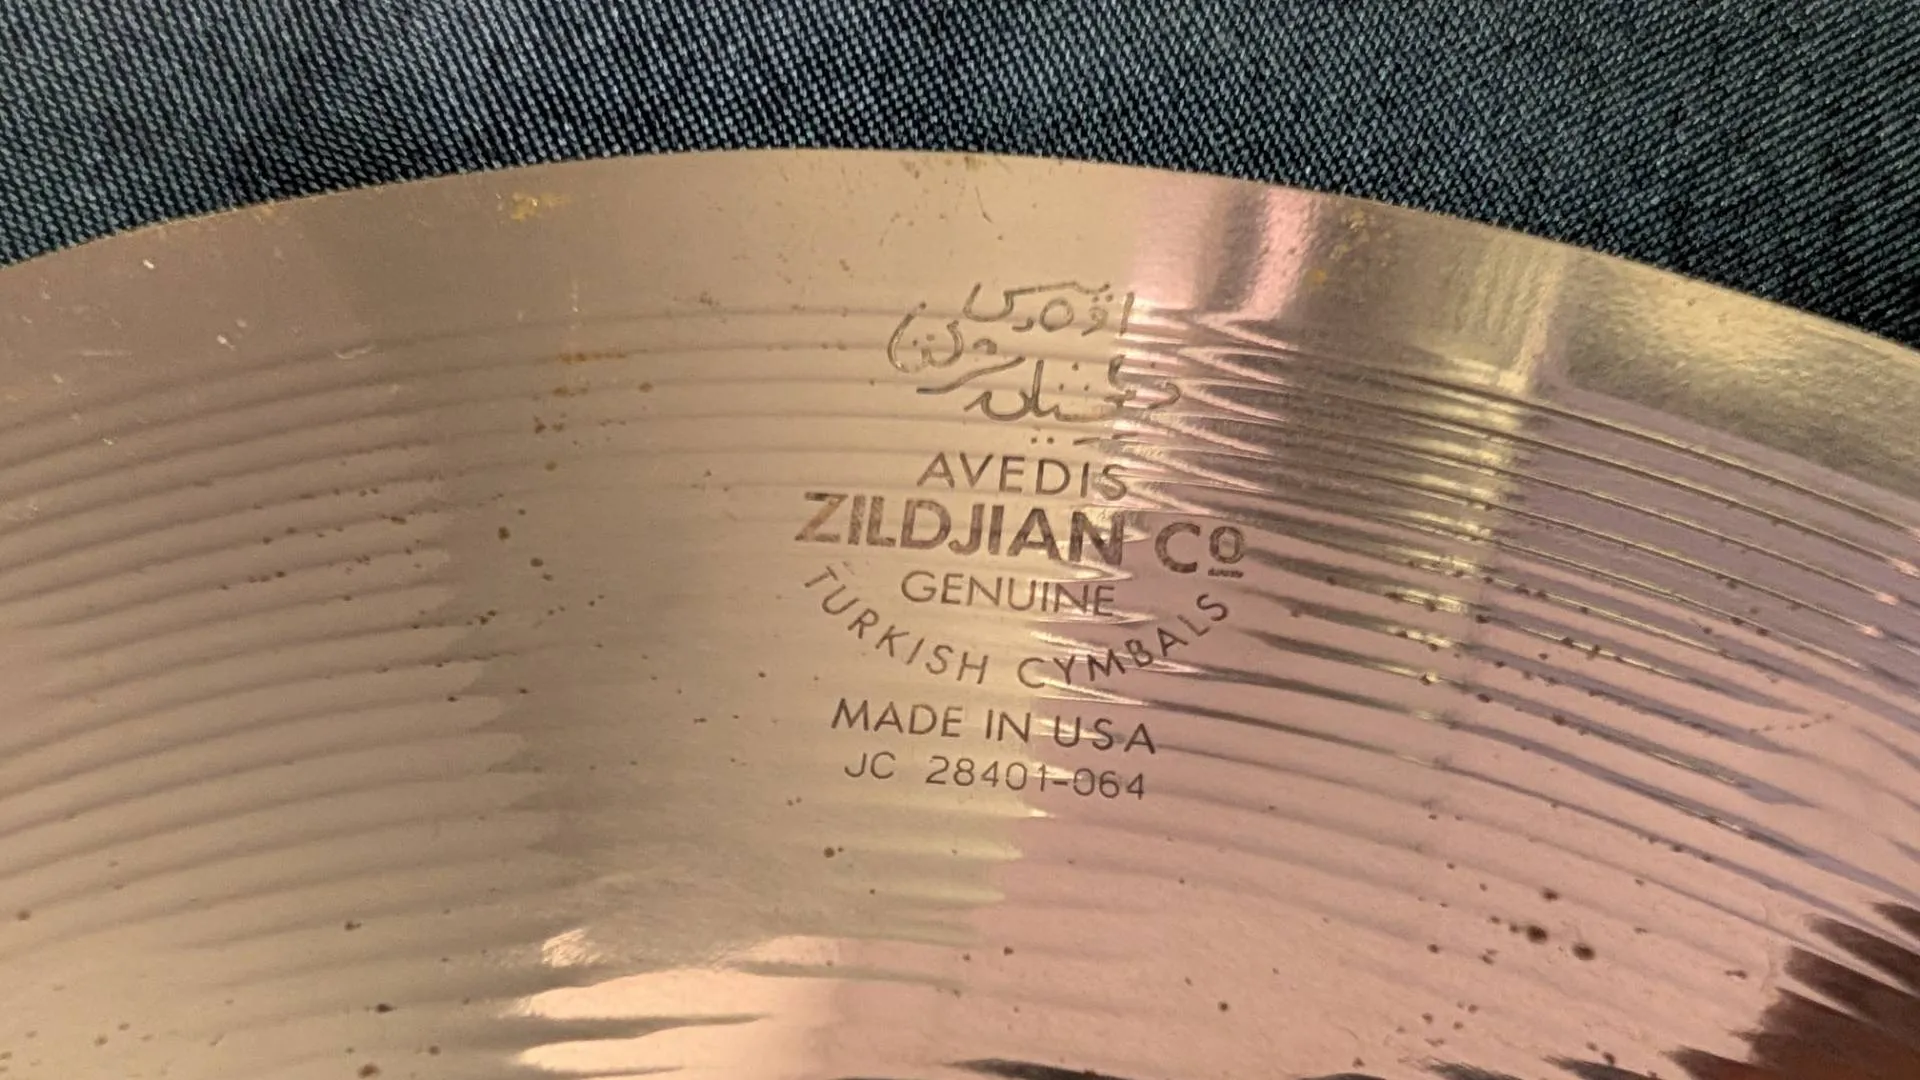 AVEDIS
ZILDJIAN Co
GENUINE
TURKISH CYMBALS
MADE IN USA
JC 28401-064